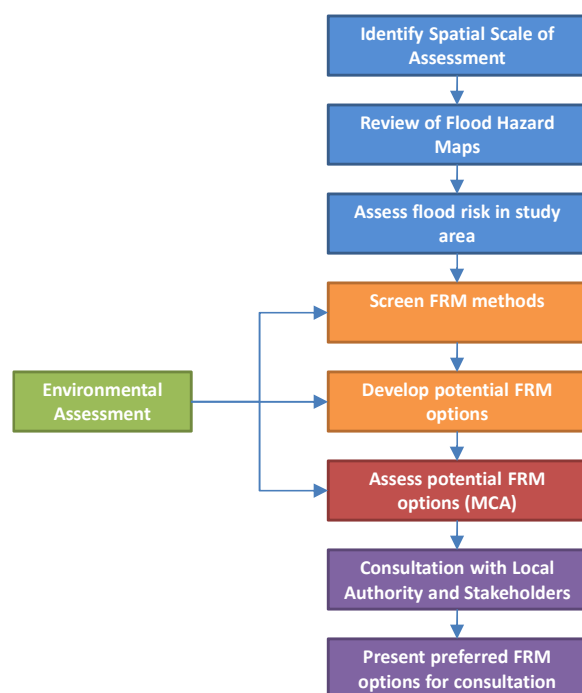 Identify Spatial Scale of
Assessment
Review of Flood Hazard
Maps
Assess flood risk in study
area
Screen FRM methods
Environmental
Assessment
Develop potential FRM
options
Assess potential FRM
options (MCA)
Consultation with Local
Authority and Stakeholders
Present preferred FRM
options for consultation